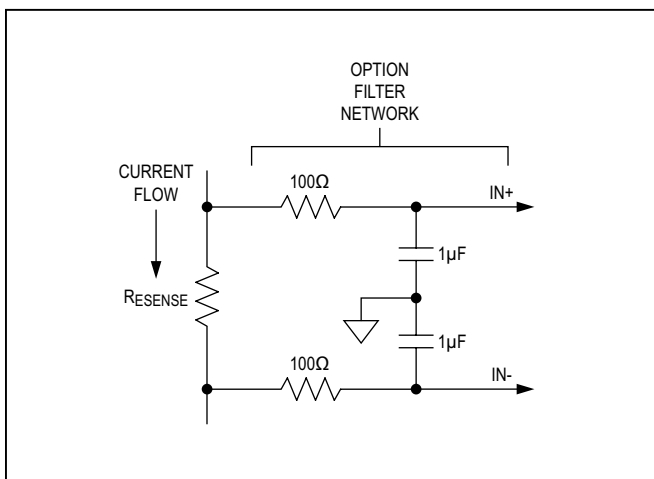 OPTION
FILTER
NETWORK
CURRENT
FLOW
100Ω
IN+
1µF
RESENSE
1µF
100Ω
IN-